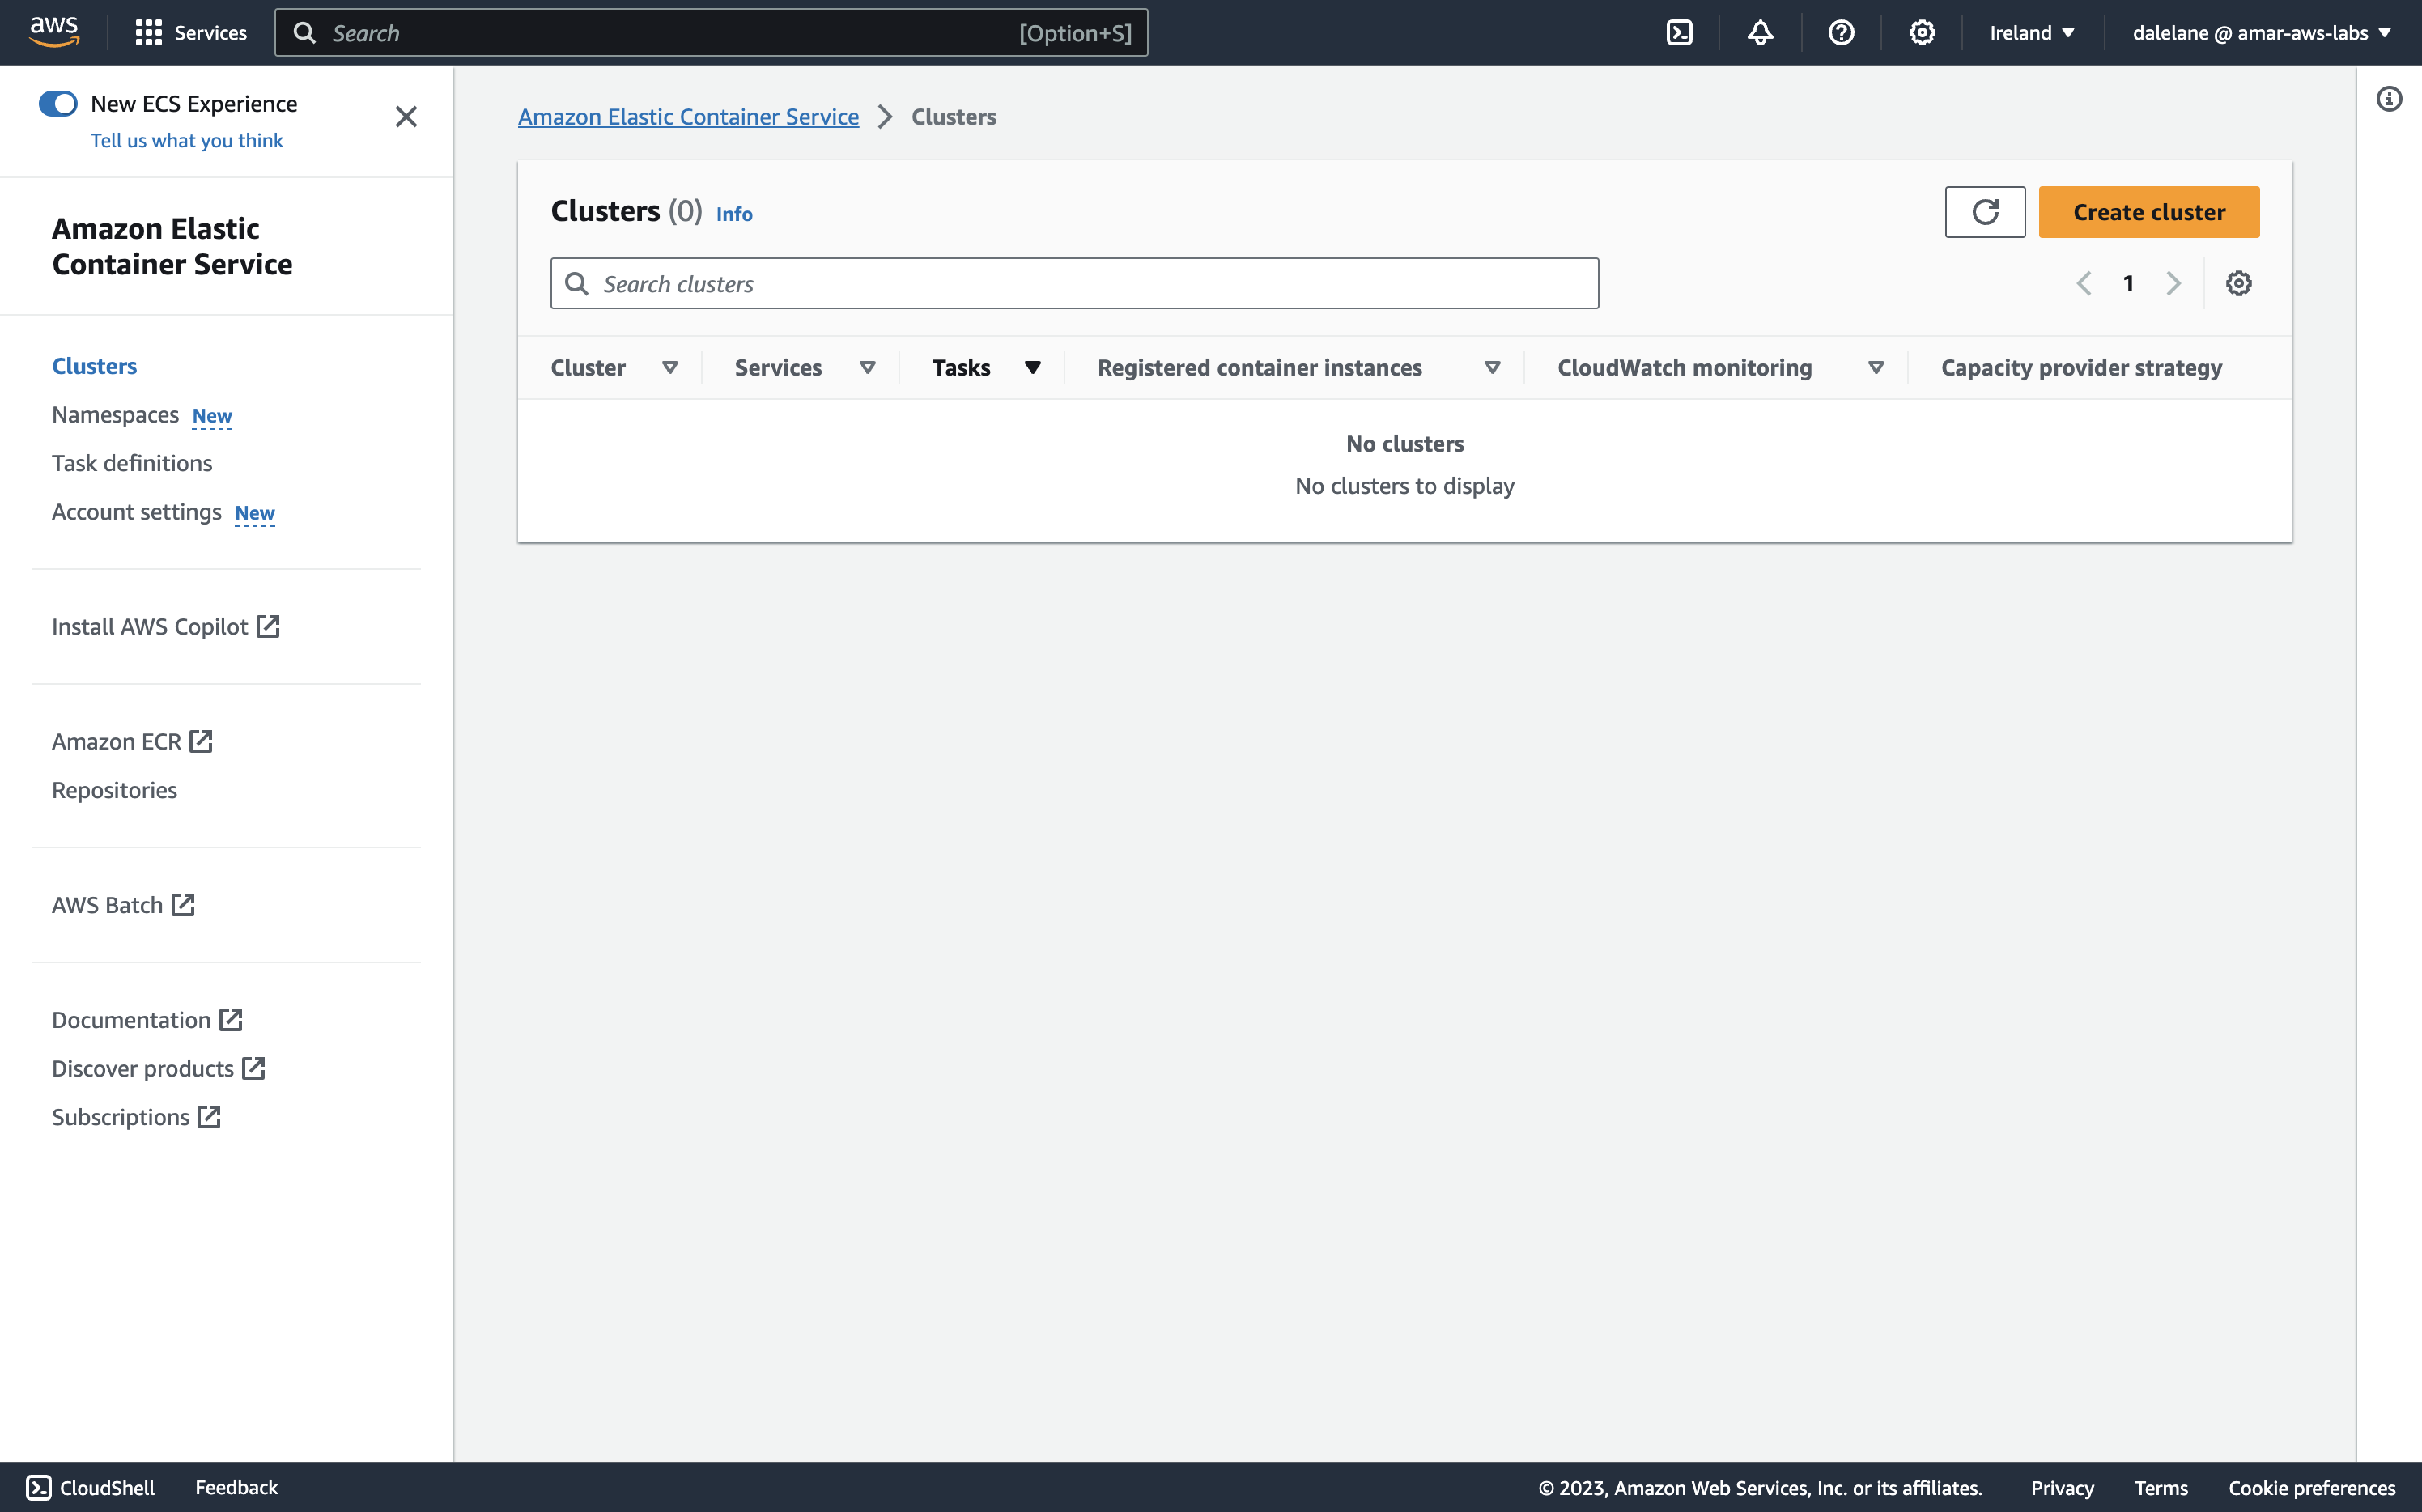 aws
Services
Search
[Option+S]
Ireland
dalelane @ amar-aws-labs
New ECS Experience
Tell us what you think
Amazon Elastic
Container Service
Clusters
Namespaces New
Task definitions
Account settings New
Install AWS Copilot
Amazon ECR
Repositories
AWS Batch
Documentation
Discover products
Subscriptions
Amazon Elastic Container Service
Clusters
Clusters (0) Info
Create cluster
Search clusters
1
Cluster
Services
Tasks
Registered container instances
CloudWatch monitoring
Capacity provider strategy
No clusters
No clusters to display
CloudShell
Feedback
© 2023, Amazon Web Services, Inc. or its affiliates.
Privacy
Terms
Cookie preferences